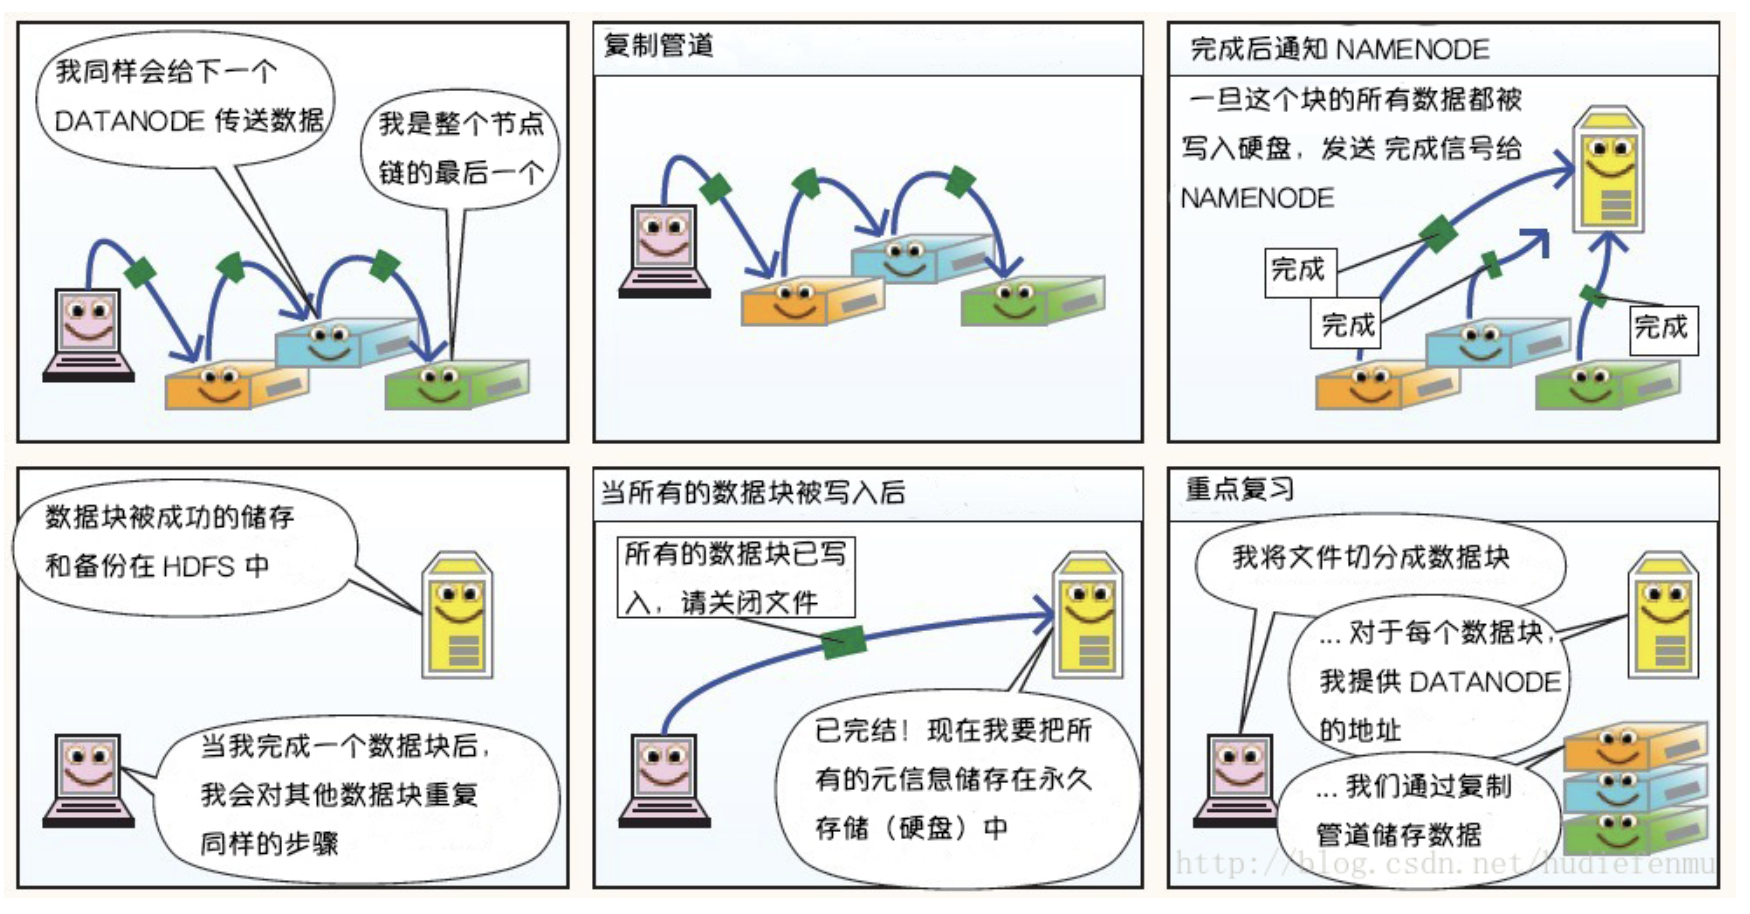 我同样会给下一个
DATANODE 传送数据
我是整个节点
链的最后一个
复制管道
完成后通知 NAMENODE
一旦这个块的所有数据都被
写入硬盘，发送 完成信号给
NAMENODE
完成
完成
完成
数据块被成功的储存
和备份在 HDFS 中
当我完成一个数据块后，
我会对其他数据块重复
同样的步骤
当所有的数据块被写入后
所有的数据块已写
入，请关闭文件
已完结！现在我要把所
有的元信息储存在永久
存储（硬盘）中
重点复习
我将文件切分成数据块
... 对于每个数据块，
我提供 DATANODE
的地址
... 我们通过复制
管道储存数据
http://blog.csdn.net/hudiefenmu